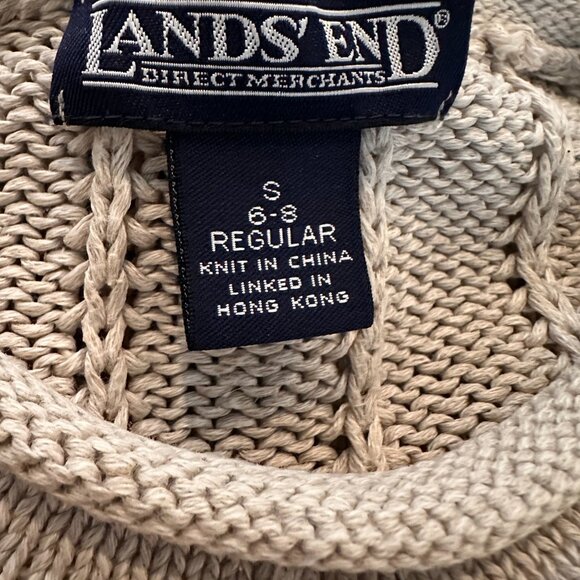 LANDS' END®
DIRECT MERCHANTS
S
6-8
REGULAR
KNIT IN CHINA
LINKED IN
HONG KONG